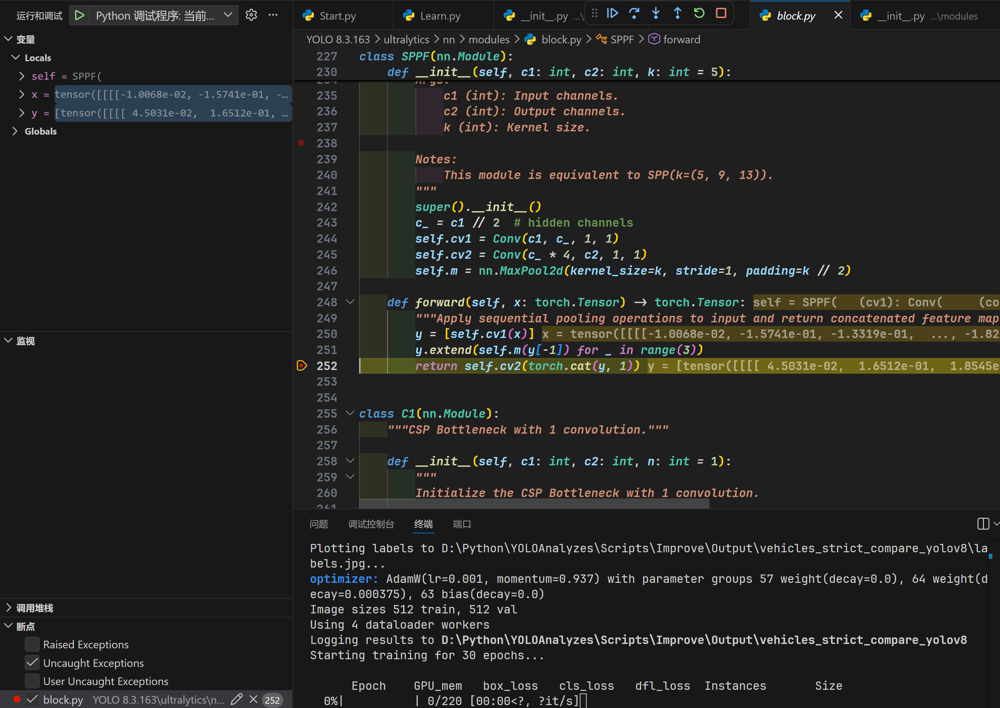 运行和调试 Python 调试程序: 当前...
变量
Locals
self = SPPF(
x = tensor([[[[-1.0068e-02, -1.5741e-01, -...
y = [tensor([[[[ 4.5031e-02,  1.6512e-01, ...
Globals
监视
调用堆栈
断点
Raised Exceptions
Uncaught Exceptions
User Uncaught Exceptions
block.py YOLO 8.3.163\ultralytics\n... 252
Start.py Learn.py __init__.py ...\ block.py __init__.py ...\modules
YOLO 8.3.163 > ultralytics > nn > modules > block.py > SPPF > forward
227 class SPPF(nn.Module):
230 def __init__(self, c1: int, c2: int, k: int = 5):
234 Args:
235 c1 (int): Input channels.
236 c2 (int): Output channels.
237 k (int): Kernel size.
238
239 Notes:
240 This module is equivalent to SPP(k=(5, 9, 13)).
241 """
242 super().__init__()
243 c_ = c1 // 2  # hidden channels
244 self.cv1 = Conv(c1, c_, 1, 1)
245 self.cv2 = Conv(c_ * 4, c2, 1, 1)
246 self.m = nn.MaxPool2d(kernel_size=k, stride=1, padding=k // 2)
247
248 def forward(self, x: torch.Tensor) -> torch.Tensor: self = SPPF(   (cv1): Conv(     (co
249 """Apply sequential pooling operations to input and return concatenated feature map
250 y = [self.cv1(x)] x = tensor([[[[-1.0068e-02, -1.5741e-01, -1.3319e-01,  ..., -1.82
251 y.extend(self.m(y[-1]) for _ in range(3))
252 return self.cv2(torch.cat(y, 1)) y = [tensor([[[[ 4.5031e-02,  1.6512e-01,  1.8545e
253
254
255 class C1(nn.Module):
256 """CSP Bottleneck with 1 convolution."""
257
258 def __init__(self, c1: int, c2: int, n: int = 1):
259 """
260 Initialize the CSP Bottleneck with 1 convolution.
261
问题 调试控制台 终端 端口
Plotting labels to D:\Python\YOLOAnalyzes\Scripts\Improve\Output\vehicles_strict_compare_yolov8\la
bels.jpg...
optimizer: AdamW(lr=0.001, momentum=0.937) with parameter groups 57 weight(decay=0.0), 64 weight(d
ecay=0.000375), 63 bias(decay=0.0)
Image sizes 512 train, 512 val
Using 4 dataloader workers
Logging results to D:\Python\YOLOAnalyzes\Scripts\Improve\Output\vehicles_strict_compare_yolov8
Starting training for 30 epochs...
Epoch GPU_mem box_loss cls_loss dfl_loss Instances Size
0%| | 0/220 [00:00<?, ?it/s]